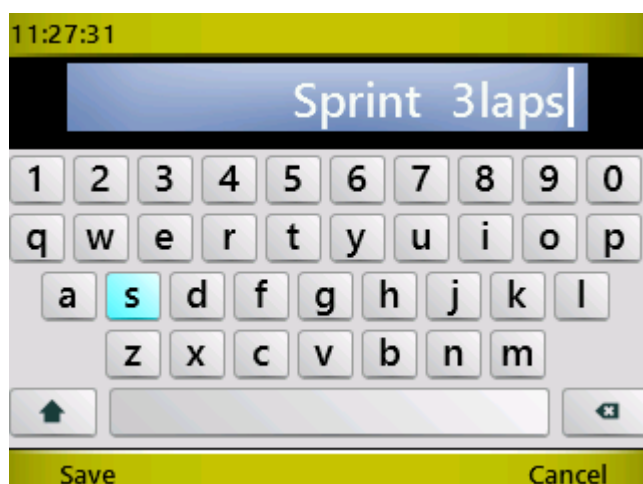 11:27:31
Sprint 3laps
1 2 3 4 5 6 7 8 9 0
q w e r t y u i o p
a s d f g h j k l
z x c v b n m
Save Cancel